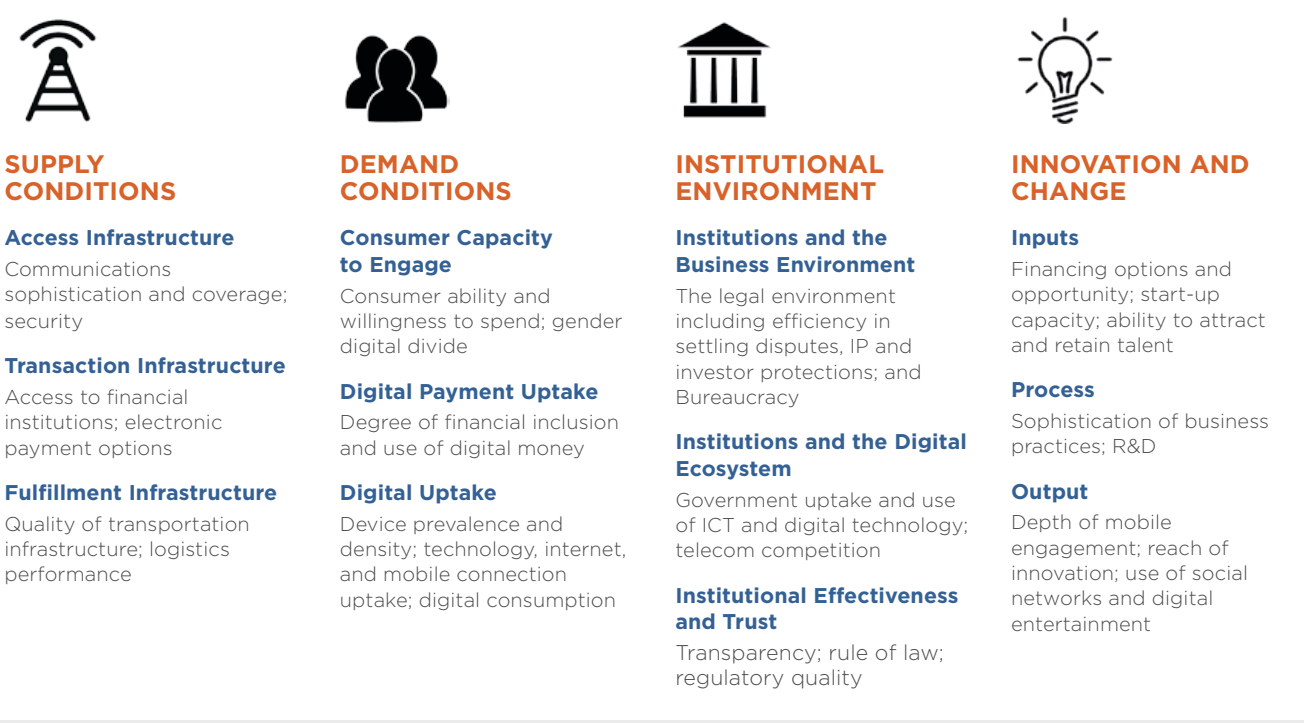 SUPPLY
CONDITIONS
Access Infrastructure
Communications
sophistication and coverage;
security
Transaction Infrastructure
Access to financial
institutions; electronic
payment options
Fulfillment Infrastructure
Quality of transportation
infrastructure; logistics
performance
DEMAND
CONDITIONS
Consumer Capacity
to Engage
Consumer ability and
willingness to spend; gender
digital divide
Digital Payment Uptake
Degree of financial inclusion
and use of digital money
Digital Uptake
Device prevalence and
density; technology, internet,
and mobile connection
uptake; digital consumption
INSTITUTIONAL
ENVIRONMENT
Institutions and the
Business Environment
The legal environment
including efficiency in
settling disputes, IP and
investor protections; and
Bureaucracy
Institutions and the Digital
Ecosystem
Government uptake and use
of ICT and digital technology;
telecom competition
Institutional Effectiveness
and Trust
Transparency; rule of law;
regulatory quality
INNOVATION AND
CHANGE
Inputs
Financing options and
opportunity; start-up
capacity; ability to attract
and retain talent
Process
Sophistication of business
practices; R&D
Output
Depth of mobile
engagement; reach of
innovation; use of social
networks and digital
entertainment